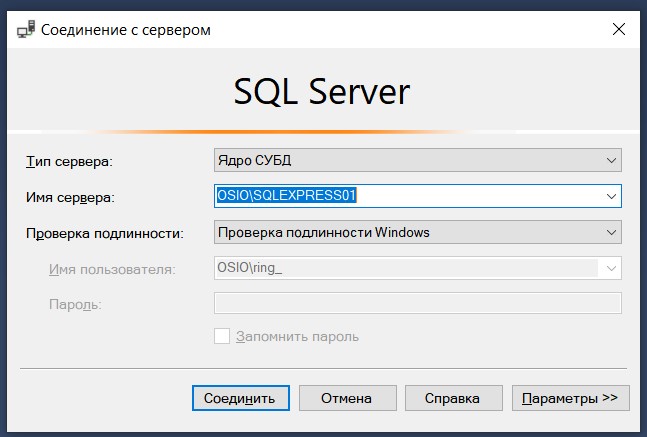 Соединение с сервером
SQL Server
Тип сервера: Ядро СУБД
Имя сервера: OSIO\SQLEXPRESS01
Проверка подлинности: Проверка подлинности Windows
Имя пользователя: OSIO\ring_
Пароль:
Запомнить пароль
Соединить Отмена Справка Параметры >>